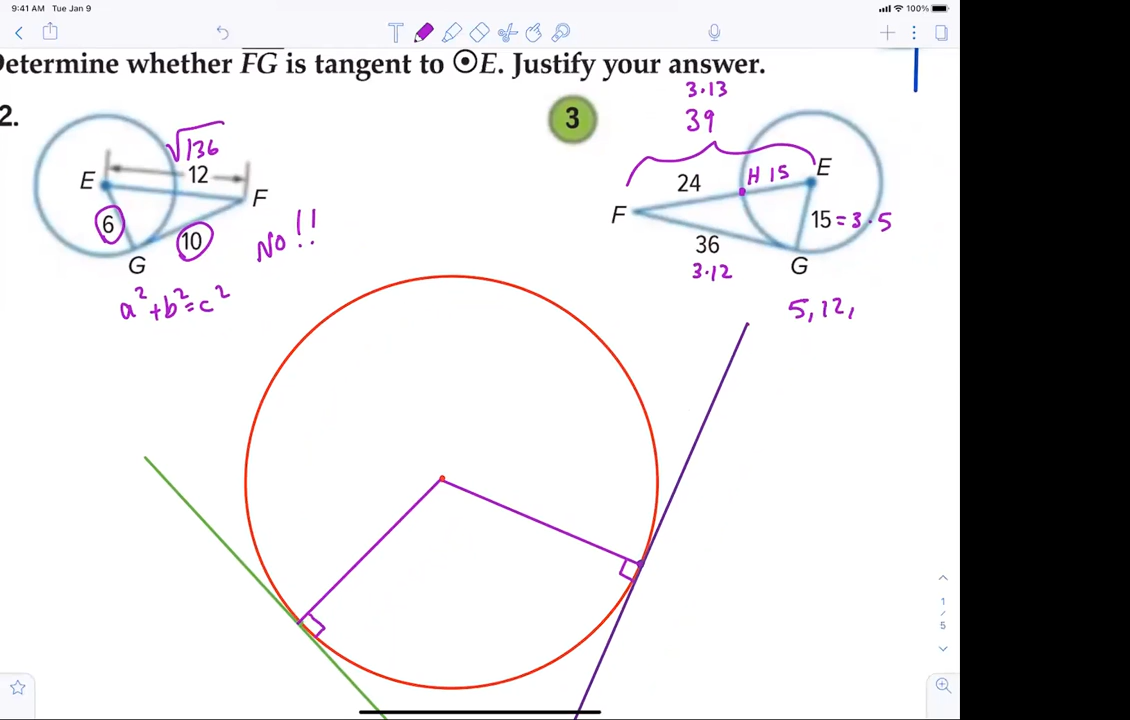 9:41 AM Tue Jan 9
100%
etermine whether FG is tangent to ⊙E. Justify your answer.
2.
√136
12
E
F
6
10
G
No!!
a²+b²=c²
3
3·13
39
24
H 15
E
F
15=3·5
36
3·12
G
5,12,
1
/
5